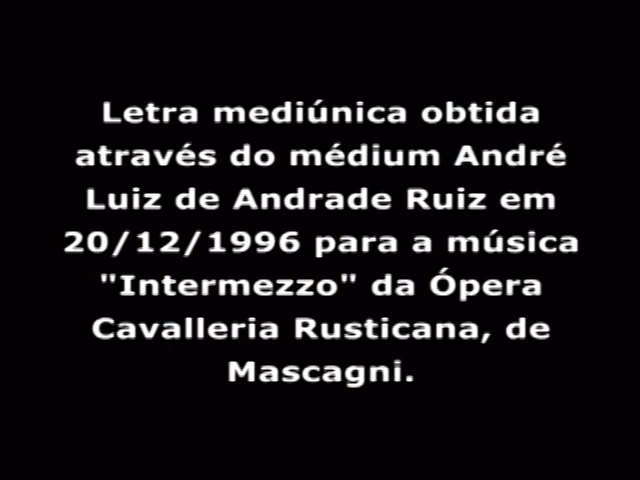 Letra mediúnica obtida
através do médium André
Luiz de Andrade Ruiz em
20/12/1996 para a música
"Intermezzo" da Ópera
Cavalleria Rusticana, de
Mascagni.